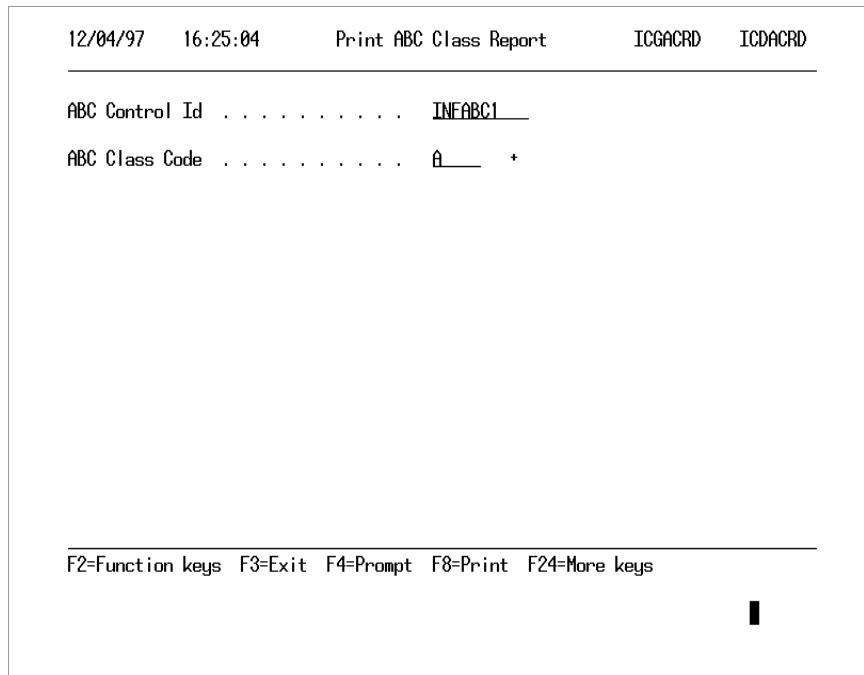 12/04/97 16:25:04 Print ABC Class Report ICGACRD ICDACRD
ABC Control Id . . . . . . . . . . INFABC1
ABC Class Code . . . . . . . . . . A +
F2=Function keys F3=Exit F4=Prompt F8=Print F24=More keys